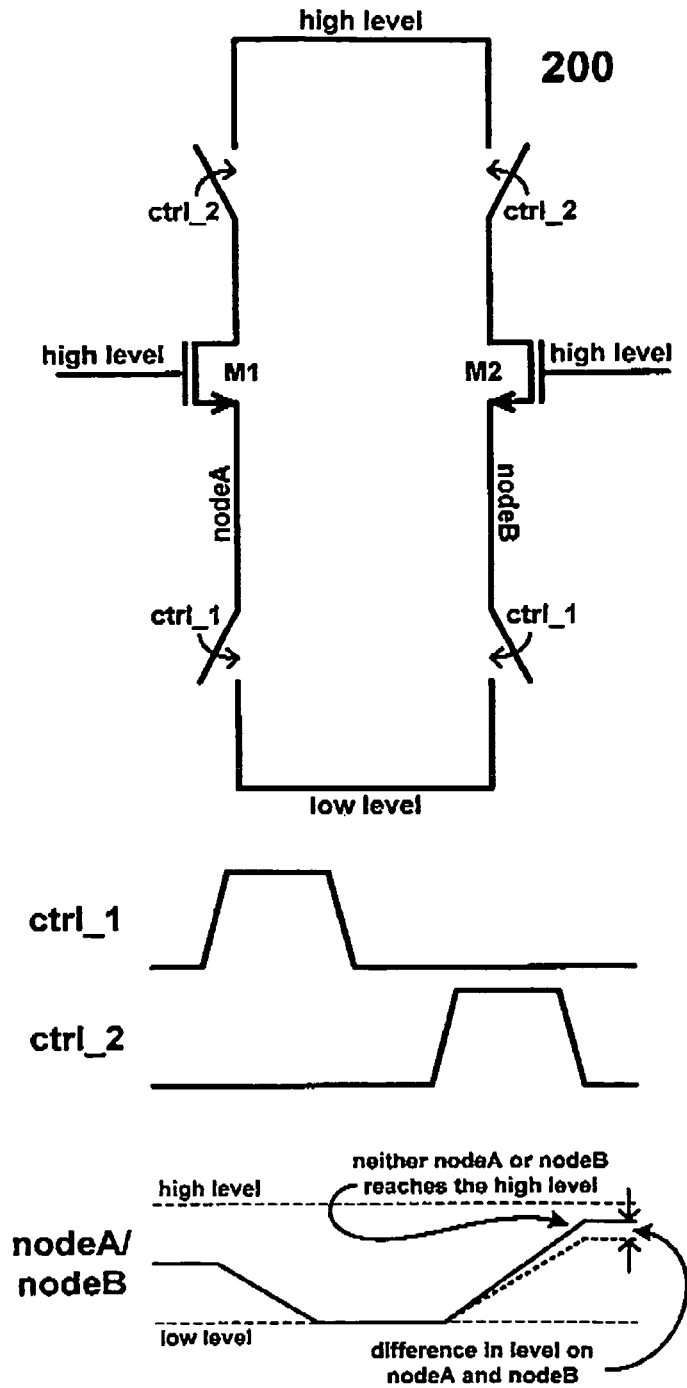 high level
200
ctrl_2
ctrl_2
high level
M1
M2
high level
nodeA
nodeB
ctrl_1
ctrl_1
low level
ctrl_1
ctrl_2
neither nodeA or nodeB
reaches the high level
high level
nodeA/
nodeB
low level
difference in level on
nodeA and nodeB